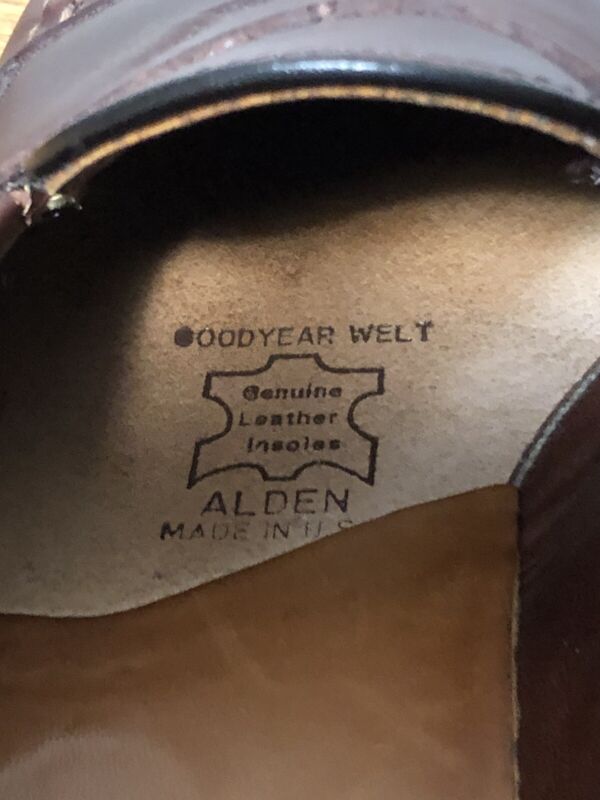 GOODYEAR WELT
Genuine
Leather
Insoles
ALDEN
MADE IN U.S